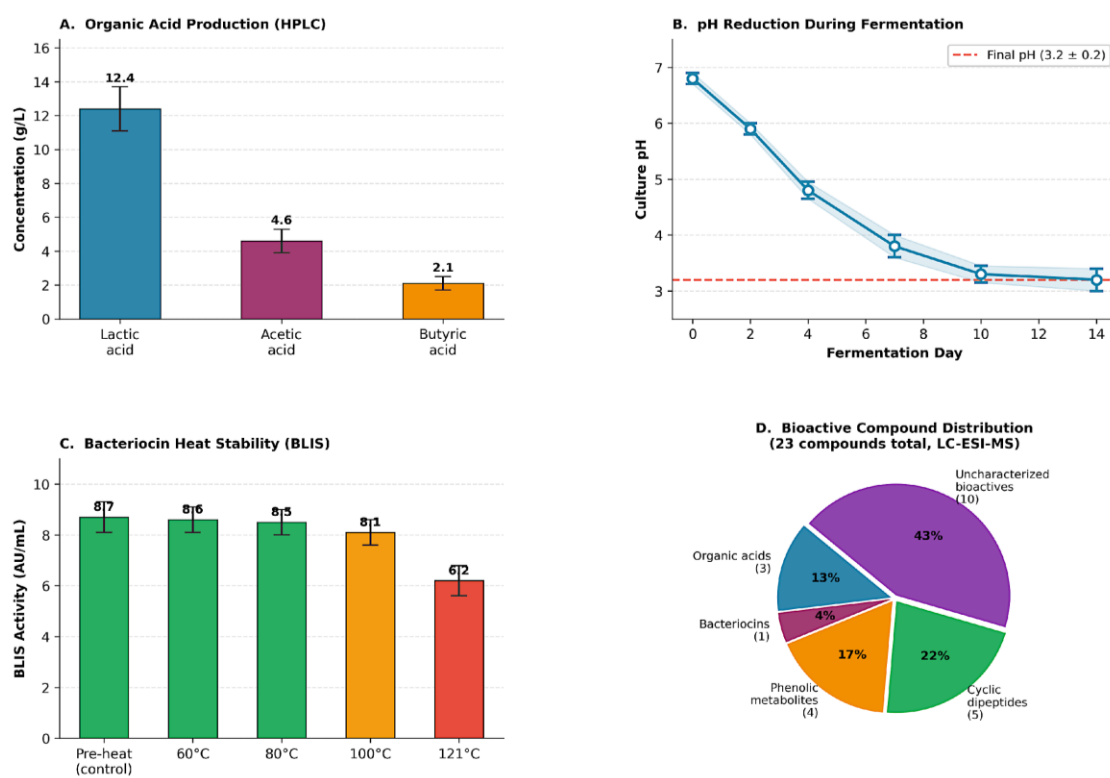 A. Organic Acid Production (HPLC)
16
14
12
10
8
6
4
2
0
Concentration (g/L)
12.4
4.6
2.1
Lactic
acid
Acetic
acid
Butyric
acid
B. pH Reduction During Fermentation
Final pH (3.2 ± 0.2)
7
6
5
4
3
Culture pH
0 2 4 6 8 10 12 14
Fermentation Day
C. Bacteriocin Heat Stability (BLIS)
10
8
6
4
2
0
BLIS Activity (AU/mL)
8.7
8.6
8.5
8.1
6.2
Pre-heat
(control)
60°C
80°C
100°C
121°C
D. Bioactive Compound Distribution
(23 compounds total, LC-ESI-MS)
Uncharacterized
bioactives
(10)
43%
Organic acids
(3)
13%
Bacteriocins
(1)
4%
Phenolic
metabolites
(4)
17%
Cyclic
dipeptides
(5)
22%